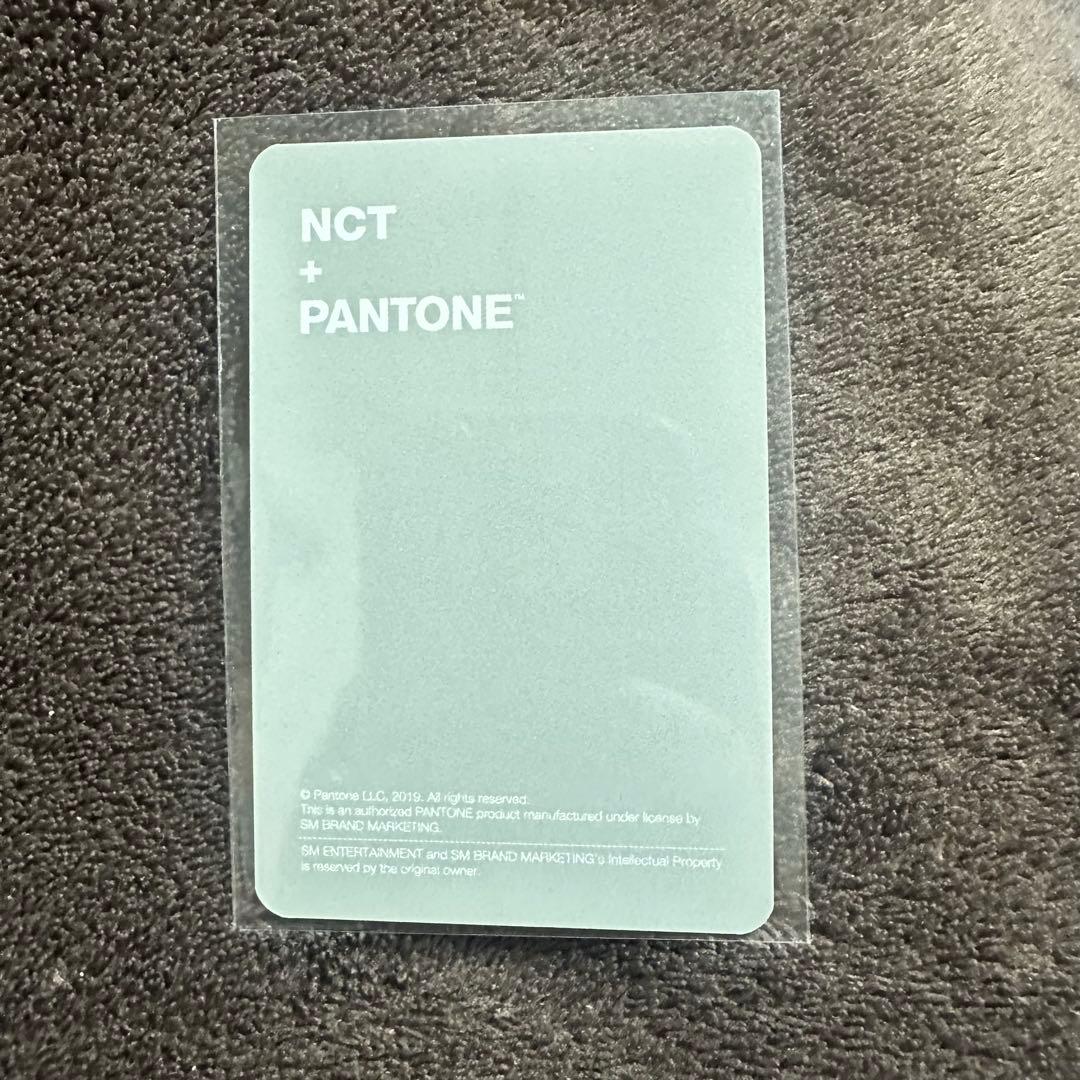 NCT
+
PANTONE™
© Pantone LLC, 2019. All rights reserved.
This is an authorized PANTONE product manufactured under license by
SM BRAND MARKETING.
SM ENTERTAINMENT and SM BRAND MARKETING's Intellectual Property
is reserved by the original owner.